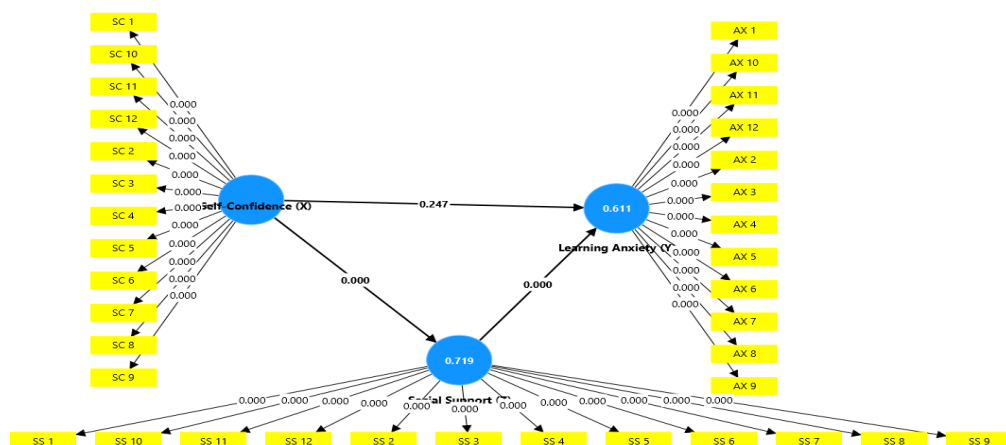 SC 1
SC 10
SC 11
SC 12
SC 2
SC 3
SC 4
SC 5
SC 6
SC 7
SC 8
SC 9
0.000
0.000
0.000
0.000
0.000
0.000
0.000
0.000
0.000
0.000
0.000
0.000
Self-Confidence (X)
0.247
0.000
0.000
0.611
Learning Anxiety (Y
0.000
0.000
0.000
0.000
0.000
0.000
0.000
0.000
0.000
0.000
0.000
0.000
AX 1
AX 10
AX 11
AX 12
AX 2
AX 3
AX 4
AX 5
AX 6
AX 7
AX 8
AX 9
0.719
Social Support
0.000 0.000 0.000 0.000 0.000 0.000 0.000 0.000 0.000 0.000 0.000 0.000
SS 1 SS 10 SS 11 SS 12 SS 2 SS 3 SS 4 SS 5 SS 6 SS 7 SS 8 SS 9